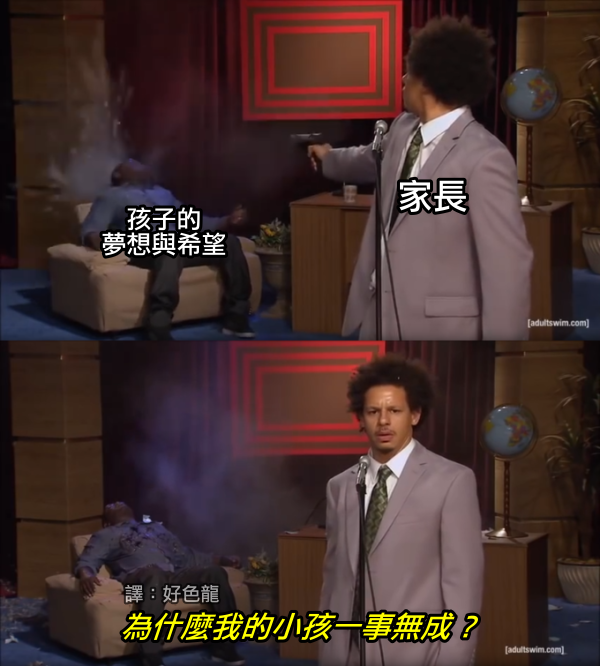 家長
孩子的
夢想與希望
[adultswim.com]
譯：好色龍
為什麼我的小孩一事無成？
[adultswim.com]